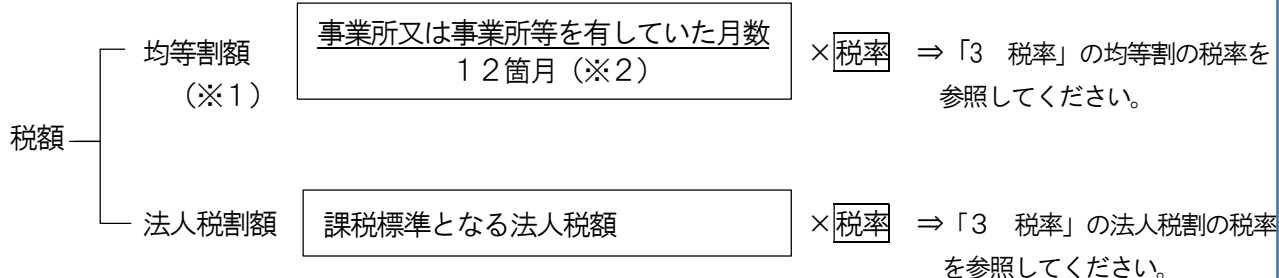 事業所又は事業所等を有していた月数
均等割額 ×税率 ⇒「3 税率」の均等割の税率を
12箇月（※2）
（※1） 参照してください。
税額
法人税割額 課税標準となる法人税額 ×税率 ⇒「3 税率」の法人税割の税率
を参照してください。